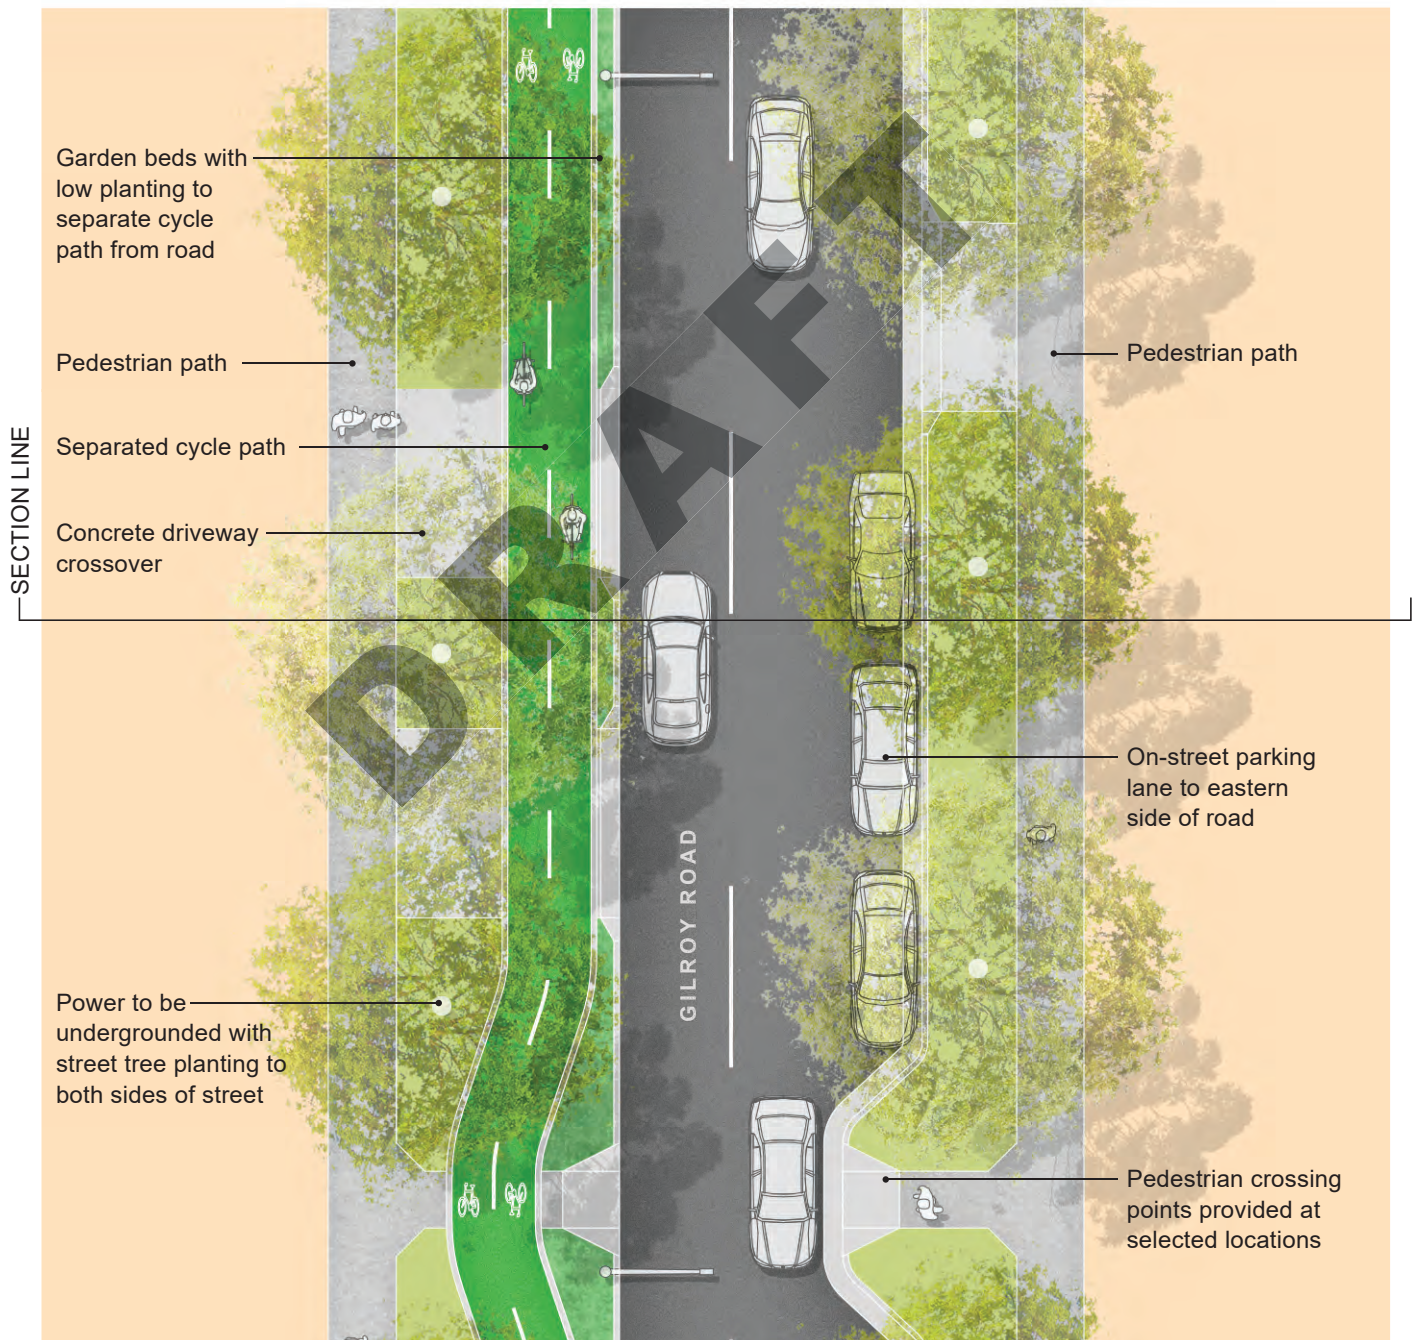 Garden beds with
low planting to
separate cycle
path from road
Pedestrian path
Separated cycle path
Concrete driveway
crossover
SECTION LINE
Power to be
undergrounded with
street tree planting to
both sides of street
DRAFT
GILROY ROAD
Pedestrian path
On-street parking
lane to eastern
side of road
Pedestrian crossing
points provided at
selected locations